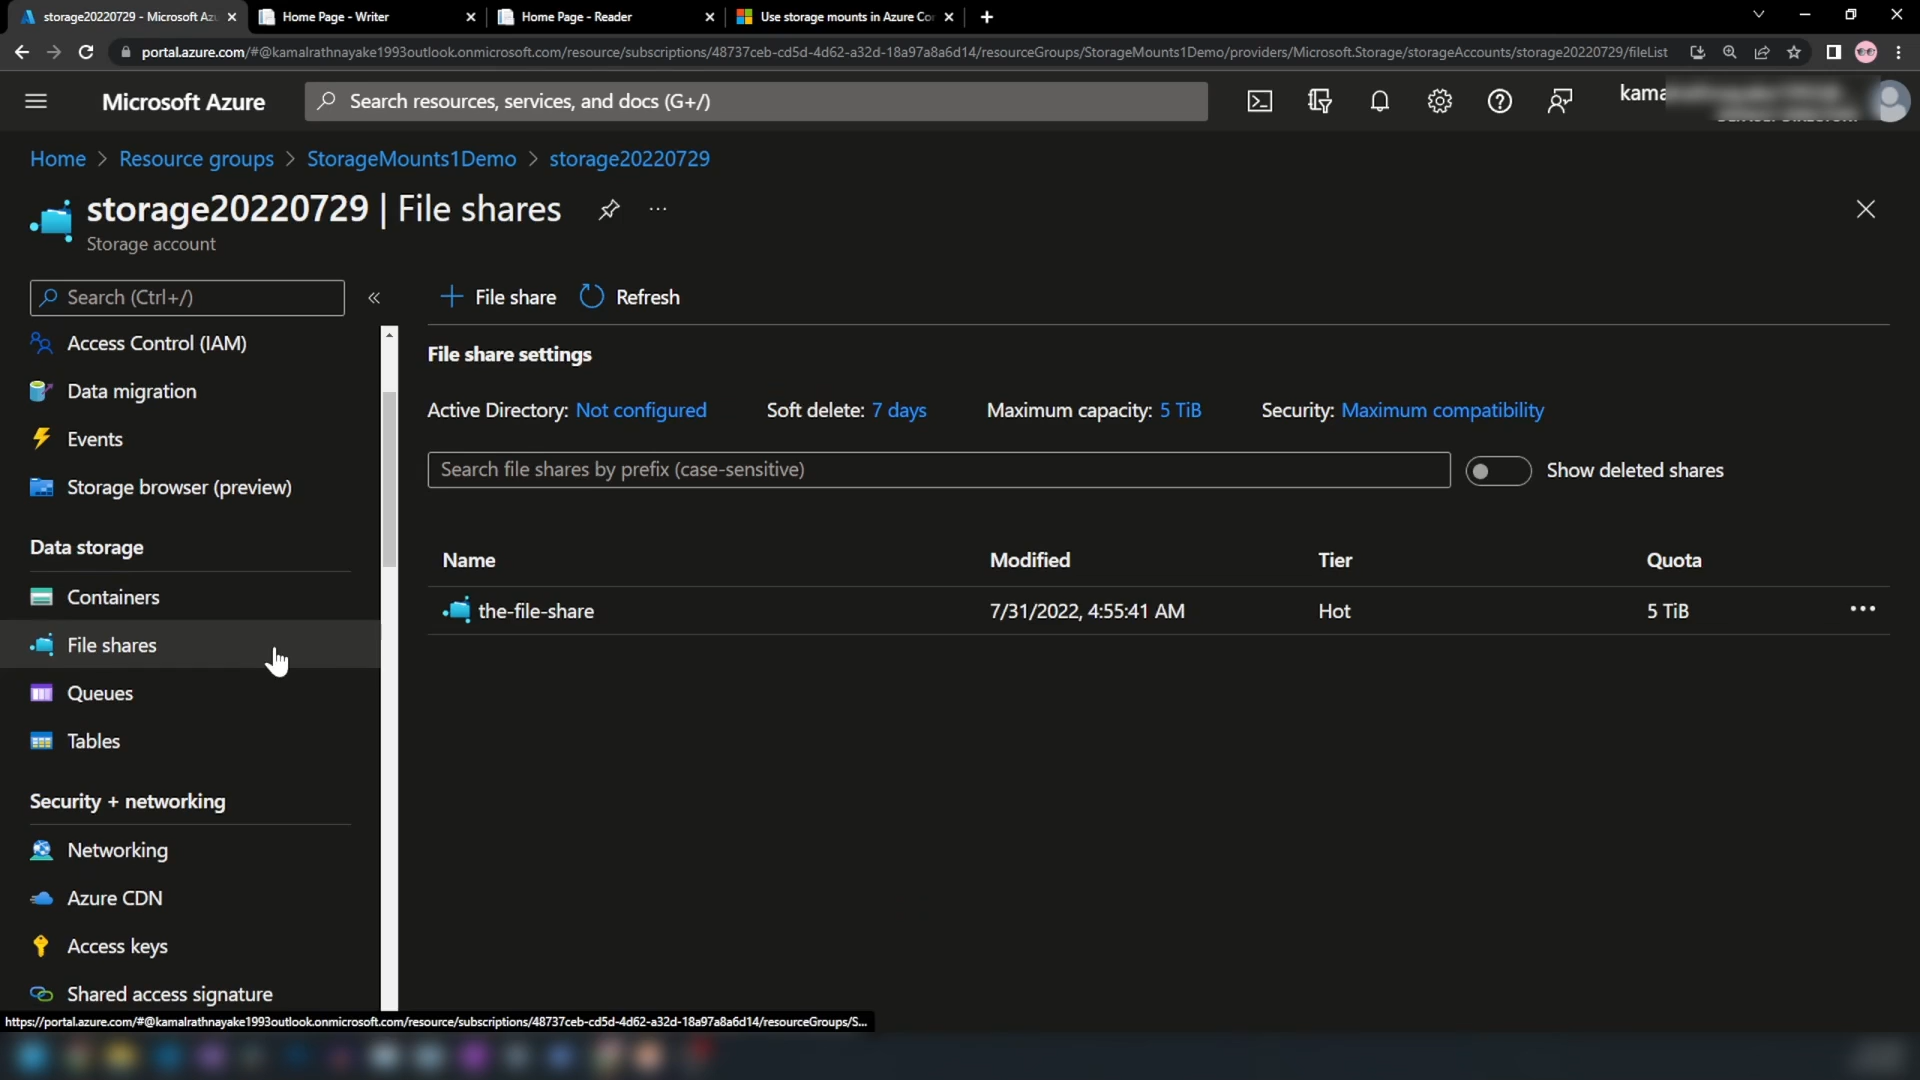 storage20220729 - Microsoft Az
Home Page - Writer
Home Page - Reader
Use storage mounts in Azure Co
portal.azure.com/#@kamalrathnayake1993outlook.onmicrosoft.com/resource/subscriptions/48737ceb-cd5d-4d62-a32d-18a97a8a6d14/resourceGroups/StorageMounts1Demo/providers/Microsoft.Storage/storageAccounts/storage20220729/fileList
Microsoft Azure
Search resources, services, and docs (G+/)
kama
Home > Resource groups > StorageMounts1Demo > storage20220729
storage20220729 | File shares
Storage account
Search (Ctrl+/)
Access Control (IAM)
Data migration
Events
Storage browser (preview)
Data storage
Containers
File shares
Queues
Tables
Security + networking
Networking
Azure CDN
Access keys
Shared access signature
File share Refresh
File share settings
Active Directory: Not configured Soft delete: 7 days Maximum capacity: 5 TiB Security: Maximum compatibility
Search file shares by prefix (case-sensitive) Show deleted shares
Name Modified Tier Quota
the-file-share 7/31/2022, 4:55:41 AM Hot 5 TiB
https://portal.azure.com/#@kamalrathnayake1993outlook.onmicrosoft.com/resource/subscriptions/48737ceb-cd5d-4d62-a32d-18a97a8a6d14/resourceGroups/S...